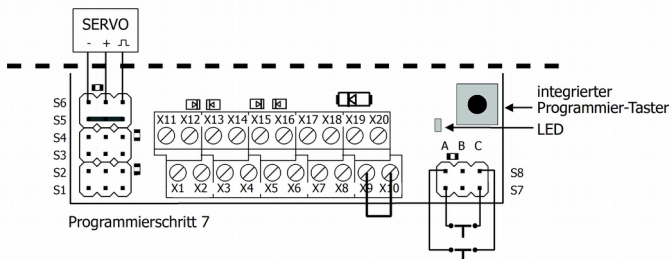 SERVO
- + ⎍
S6
S5
S4
S3
S2
S1
X11 X12 X13 X14 X15 X16 X17 X18 X19 X20
X1 X2 X3 X4 X5 X6 X7 X8 X9 X10
integrierter
Programmier-Taster
LED
A B C
S8
S7
Programmierschritt 7